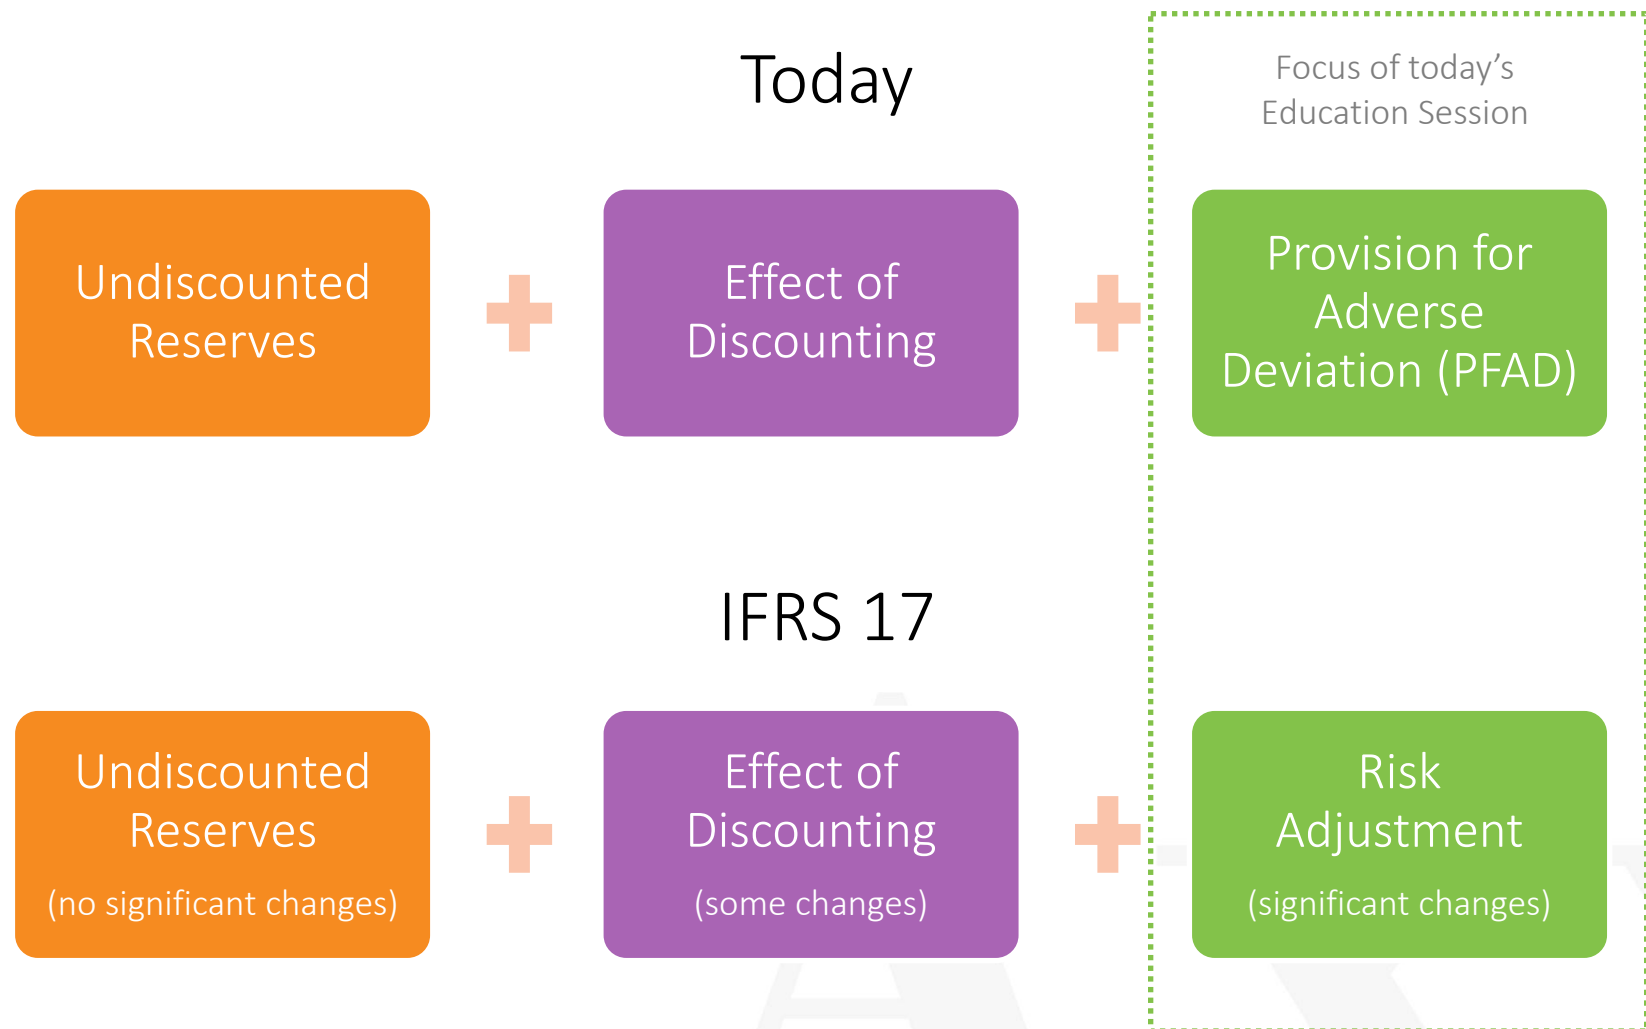 Today
Focus of today’s
Education Session
Undiscounted
Reserves
Effect of
Discounting
Provision for
Adverse
Deviation (PFAD)
IFRS 17
Undiscounted
Reserves
(no significant changes)
Effect of
Discounting
(some changes)
Risk
Adjustment
(significant changes)